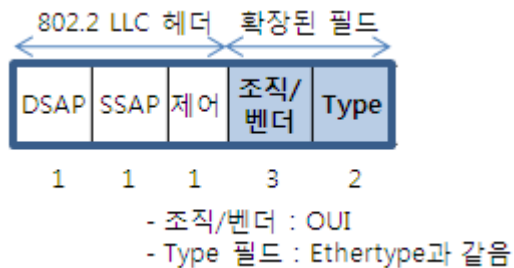 802.2 LLC 헤더 확장된 필드
DSAP SSAP 제어 조직/벤더 Type
1 1 1 3 2
- 조직/벤더 : OUI
- Type 필드 : Ethertype과 같음